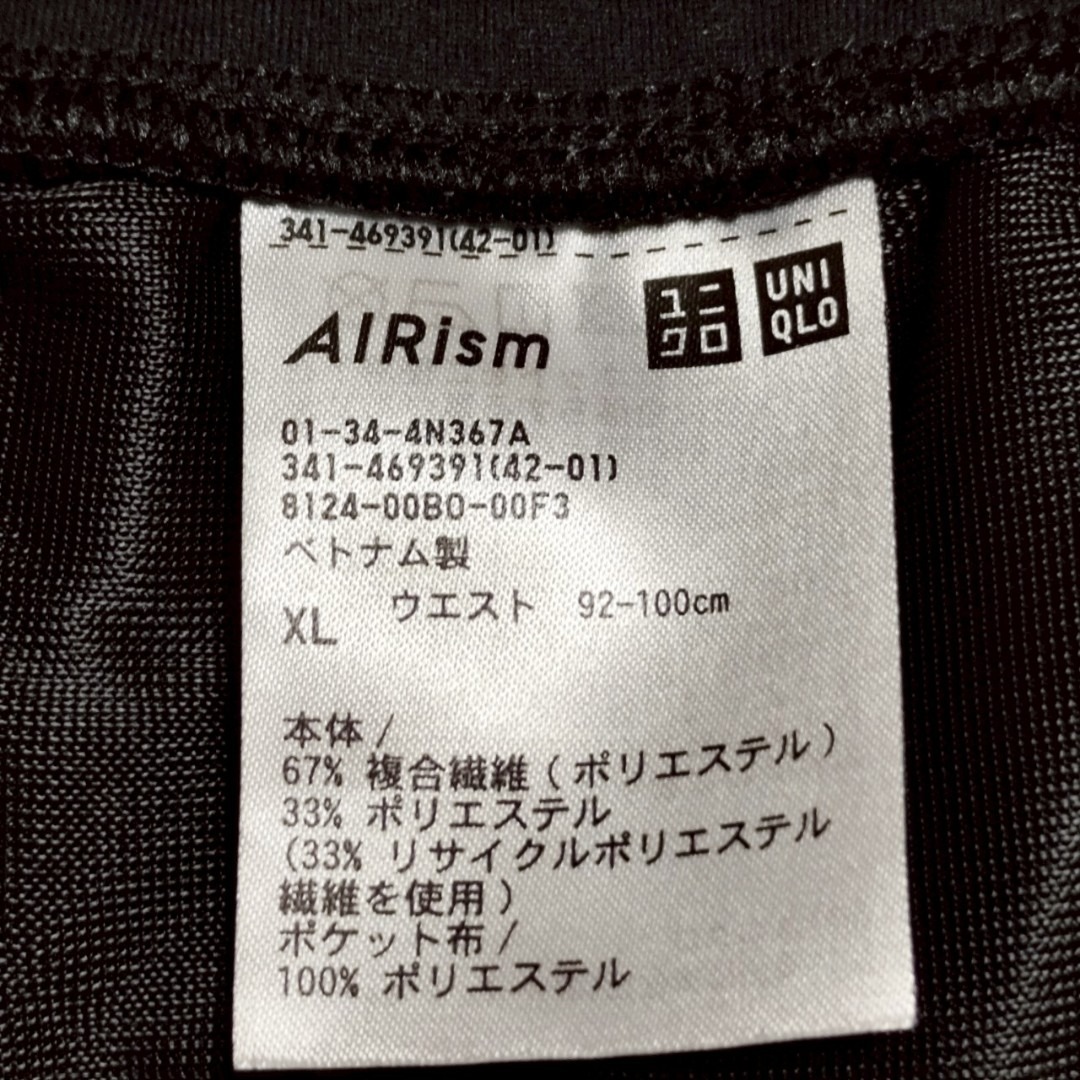 341-469391(42-01)
AIRism
ユニクロ
UNIQLO
01-34-4N367A
341-469391(42-01)
8124-00B0-00F3
ベトナム製
XL ウエスト 92-100cm
本体/
67% 複合繊維(ポリエステル)
33% ポリエステル
(33% リサイクルポリエステル
繊維を使用)
ポケット布/
100% ポリエステル